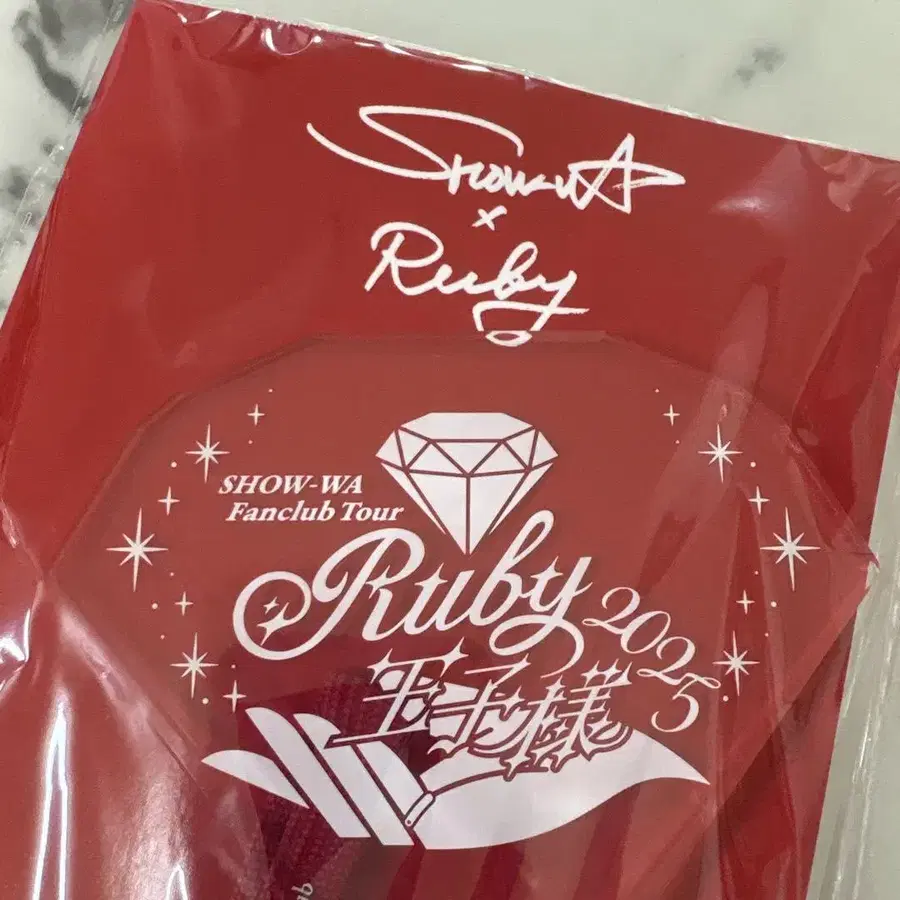 SHOW-WA
×
Ruby
SHOW-WA
Fanclub Tour
Ruby 2025
王子様